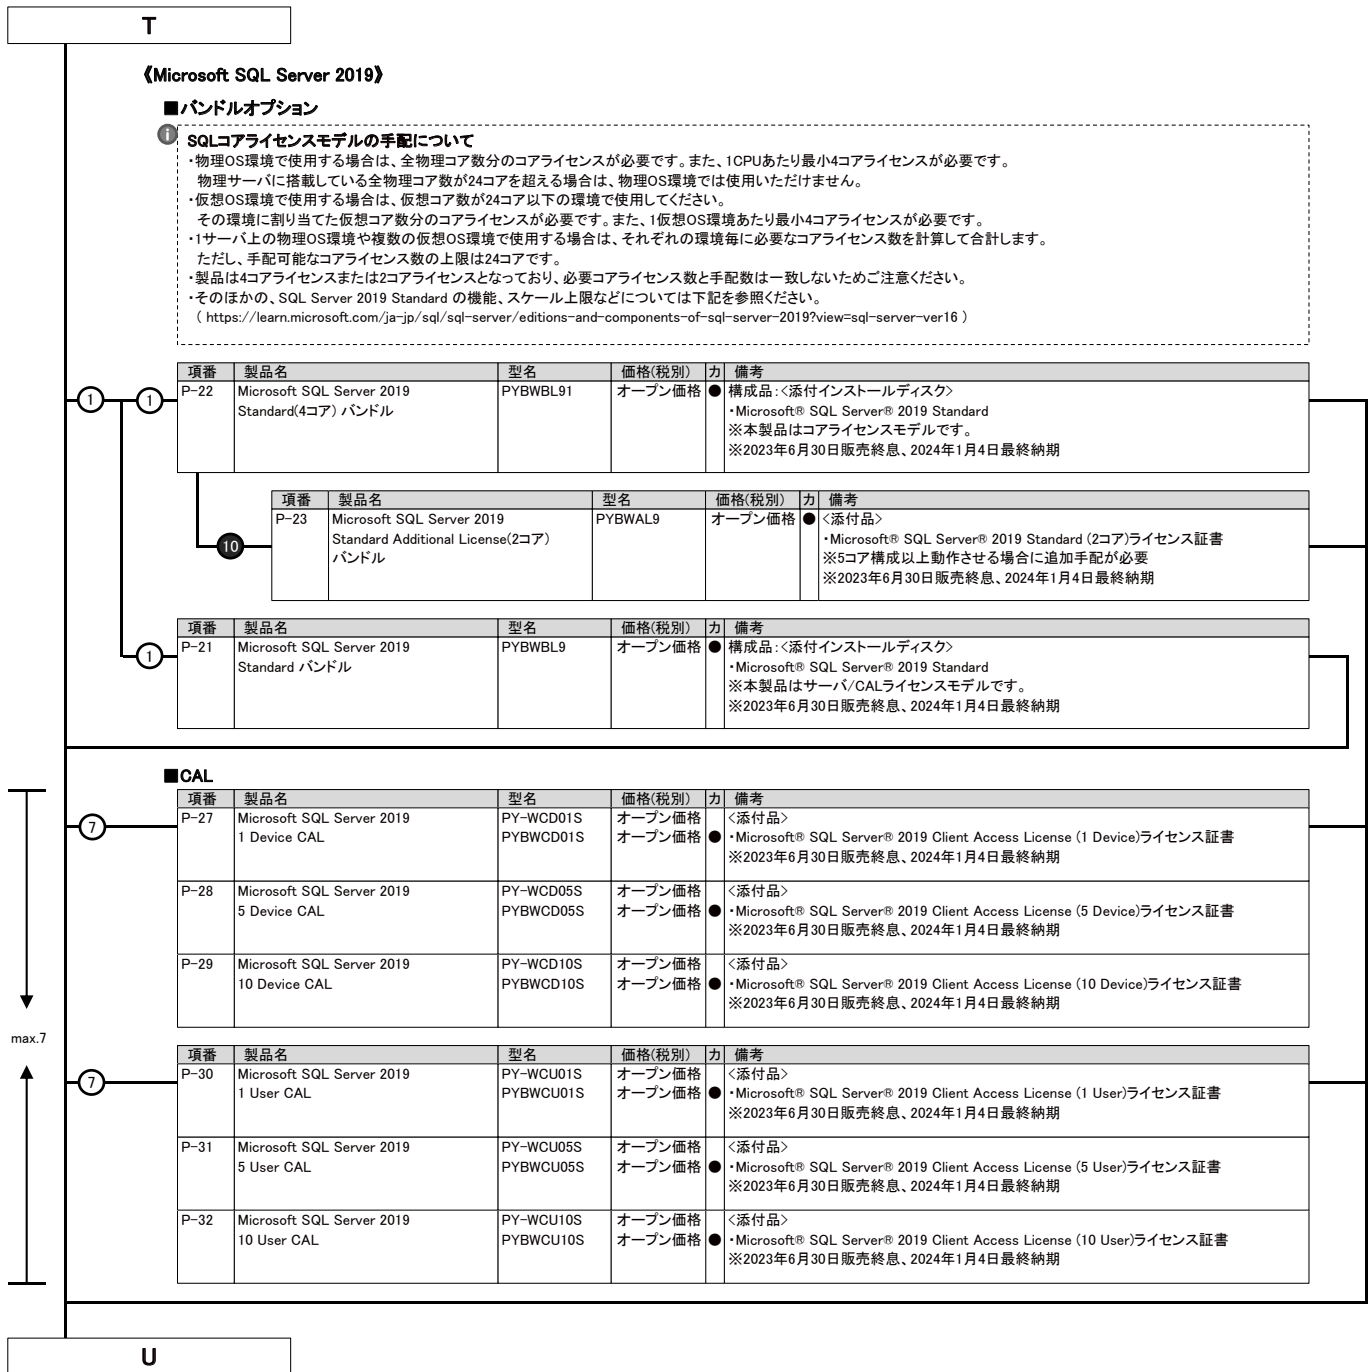 T
《Microsoft SQL Server 2019》
■バンドルオプション
i
SQLコアライセンスモデルの手配について
・物理OS環境で使用する場合は、全物理コア数分のコアライセンスが必要です。また、1CPUあたり最小4コアライセンスが必要です。
物理サーバに搭載している全物理コア数が24コアを超える場合は、物理OS環境では使用いただけません。
・仮想OS環境で使用する場合は、仮想コア数が24コア以下の環境で使用してください。
その環境に割り当てた仮想コア数分のコアライセンスが必要です。また、1仮想OS環境あたり最小4コアライセンスが必要です。
・1サーバ上の物理OS環境や複数の仮想OS環境で使用する場合は、それぞれの環境毎に必要なコアライセンス数を計算して合計します。
ただし、手配可能なコアライセンス数の上限は24コアです。
・製品は4コアライセンスまたは2コアライセンスとなっており、必要コアライセンス数と手配数は一致しないためご注意ください。
・そのほかの、SQL Server 2019 Standard の機能、スケール上限などについては下記を参照ください。
( https://learn.microsoft.com/ja-jp/sql/sql-server/editions-and-components-of-sql-server-2019?view=sql-server-ver16 )
項番 製品名 型名 価格(税別) カ 備考
1 1 P-22 Microsoft SQL Server 2019 PYBWBL91 オープン価格 ● 構成品：<添付インストールディスク>
Standard(4コア) バンドル ・Microsoft® SQL Server® 2019 Standard
※本製品はコアライセンスモデルです。
※2023年6月30日販売終息、2024年1月4日最終納期
項番 製品名 型名 価格(税別) カ 備考
P-23 Microsoft SQL Server 2019 PYBWAL9 オープン価格 ● <添付品>
10 Standard Additional License(2コア) ・Microsoft® SQL Server® 2019 Standard (2コア)ライセンス証書
バンドル ※5コア構成以上動作させる場合に追加手配が必要
※2023年6月30日販売終息、2024年1月4日最終納期
項番 製品名 型名 価格(税別) カ 備考
1 P-21 Microsoft SQL Server 2019 PYBWBL9 オープン価格 ● 構成品：<添付インストールディスク>
Standard バンドル ・Microsoft® SQL Server® 2019 Standard
※本製品はサーバ/CALライセンスモデルです。
※2023年6月30日販売終息、2024年1月4日最終納期
■CAL
項番 製品名 型名 価格(税別) カ 備考
7 P-27 Microsoft SQL Server 2019 PY-WCD01S オープン価格 <添付品>
1 Device CAL PYBWCD01S オープン価格 ● ・Microsoft® SQL Server® 2019 Client Access License (1 Device)ライセンス証書
※2023年6月30日販売終息、2024年1月4日最終納期
P-28 Microsoft SQL Server 2019 PY-WCD05S オープン価格 <添付品>
5 Device CAL PYBWCD05S オープン価格 ● ・Microsoft® SQL Server® 2019 Client Access License (5 Device)ライセンス証書
※2023年6月30日販売終息、2024年1月4日最終納期
P-29 Microsoft SQL Server 2019 PY-WCD10S オープン価格 <添付品>
10 Device CAL PYBWCD10S オープン価格 ● ・Microsoft® SQL Server® 2019 Client Access License (10 Device)ライセンス証書
※2023年6月30日販売終息、2024年1月4日最終納期
max.7
項番 製品名 型名 価格(税別) カ 備考
7 P-30 Microsoft SQL Server 2019 PY-WCU01S オープン価格 <添付品>
1 User CAL PYBWCU01S オープン価格 ● ・Microsoft® SQL Server® 2019 Client Access License (1 User)ライセンス証書
※2023年6月30日販売終息、2024年1月4日最終納期
P-31 Microsoft SQL Server 2019 PY-WCU05S オープン価格 <添付品>
5 User CAL PYBWCU05S オープン価格 ● ・Microsoft® SQL Server® 2019 Client Access License (5 User)ライセンス証書
※2023年6月30日販売終息、2024年1月4日最終納期
P-32 Microsoft SQL Server 2019 PY-WCU10S オープン価格 <添付品>
10 User CAL PYBWCU10S オープン価格 ● ・Microsoft® SQL Server® 2019 Client Access License (10 User)ライセンス証書
※2023年6月30日販売終息、2024年1月4日最終納期
U